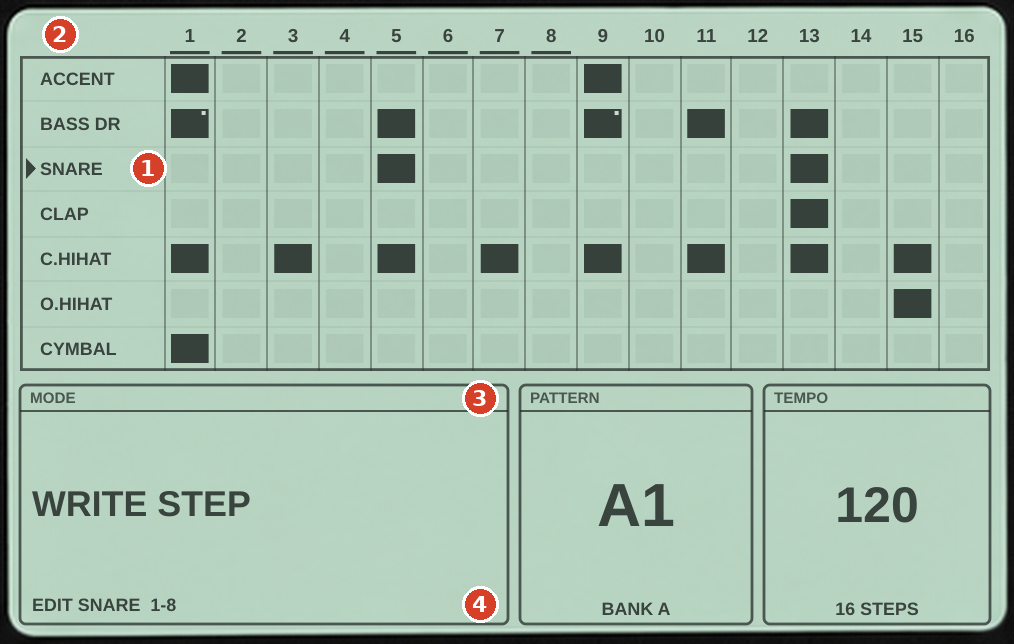 2 1 2 3 4 5 6 7 8 9 10 11 12 13 14 15 16
ACCENT
BASS DR
SNARE 1
CLAP
C.HIHAT
O.HIHAT
CYMBAL
MODE 3
WRITE STEP
EDIT SNARE 1-8 4
PATTERN
A1
BANK A
TEMPO
120
16 STEPS